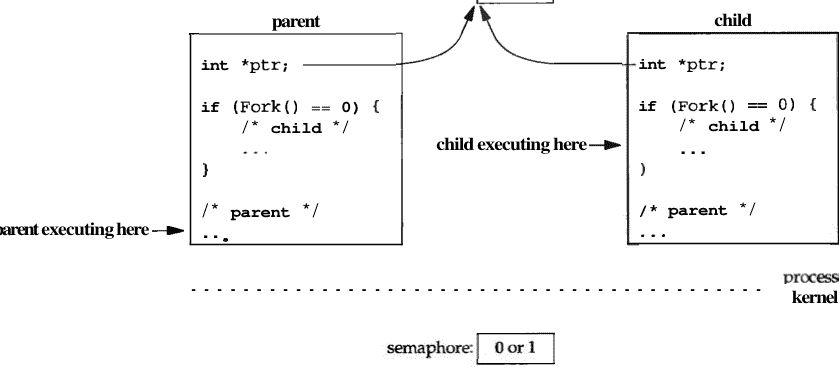 parent
child
int *ptr;
int *ptr;
if (Fork() == 0) {
/* child */
...
}
if (Fork() == 0) {
/* child */
...
)
child executing here
/* parent */
...
/* parent */
...
parent executing here
process
kernel
semaphore: 0 or 1